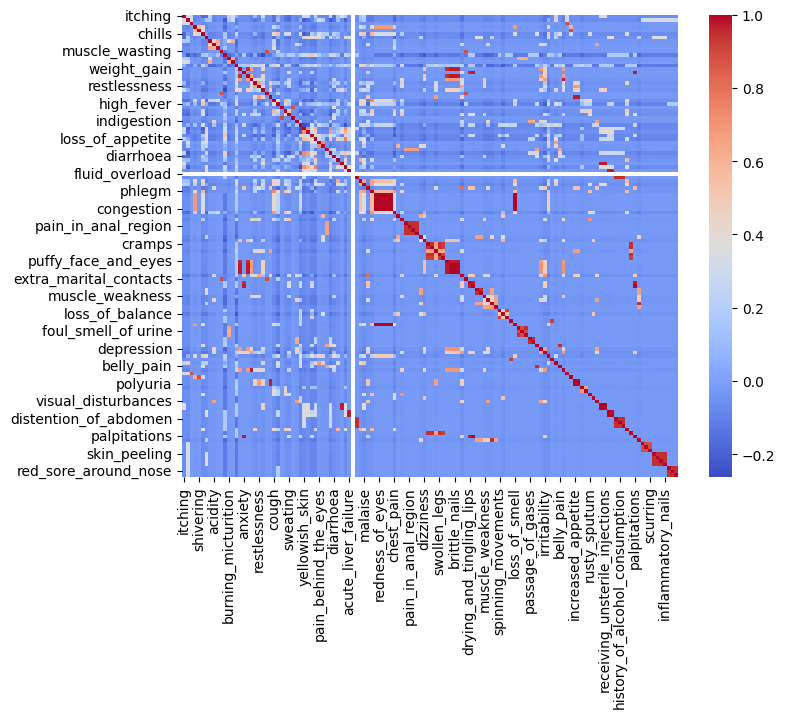 itching
chills
muscle_wasting
weight_gain
restlessness
high_fever
indigestion
loss_of_appetite
diarrhoea
fluid_overload
phlegm
congestion
pain_in_anal_region
cramps
puffy_face_and_eyes
extra_marital_contacts
muscle_weakness
loss_of_balance
foul_smell_of urine
depression
belly_pain
polyuria
visual_disturbances
distention_of_abdomen
palpitations
skin_peeling
red_sore_around_nose
itching
shivering
acidity
burning_micturition
anxiety
restlessness
cough
sweating
yellowish_skin
pain_behind_the_eyes
diarrhoea
acute_liver_failure
malaise
redness_of_eyes
chest_pain
pain_in_anal_region
dizziness
swollen_legs
brittle_nails
drying_and_tingling_lips
muscle_weakness
spinning_movements
loss_of_smell
passage_of_gases
irritability
belly_pain
increased_appetite
rusty_sputum
receiving_unsterile_injections
history_of_alcohol_consumption
palpitations
scurring
inflammatory_nails
1.0
0.8
0.6
0.4
0.2
0.0
−0.2